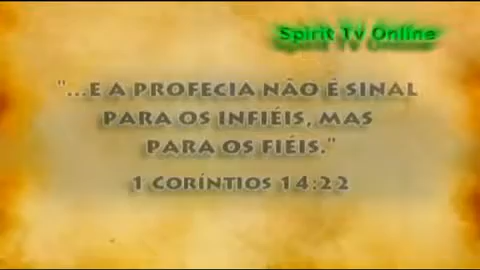 Spirit Tv Online
"...E A PROFECIA NÃO É SINAL
PARA OS INFIÉIS, MAS
PARA OS FIÉIS."
1 CORÍNTIOS 14:22